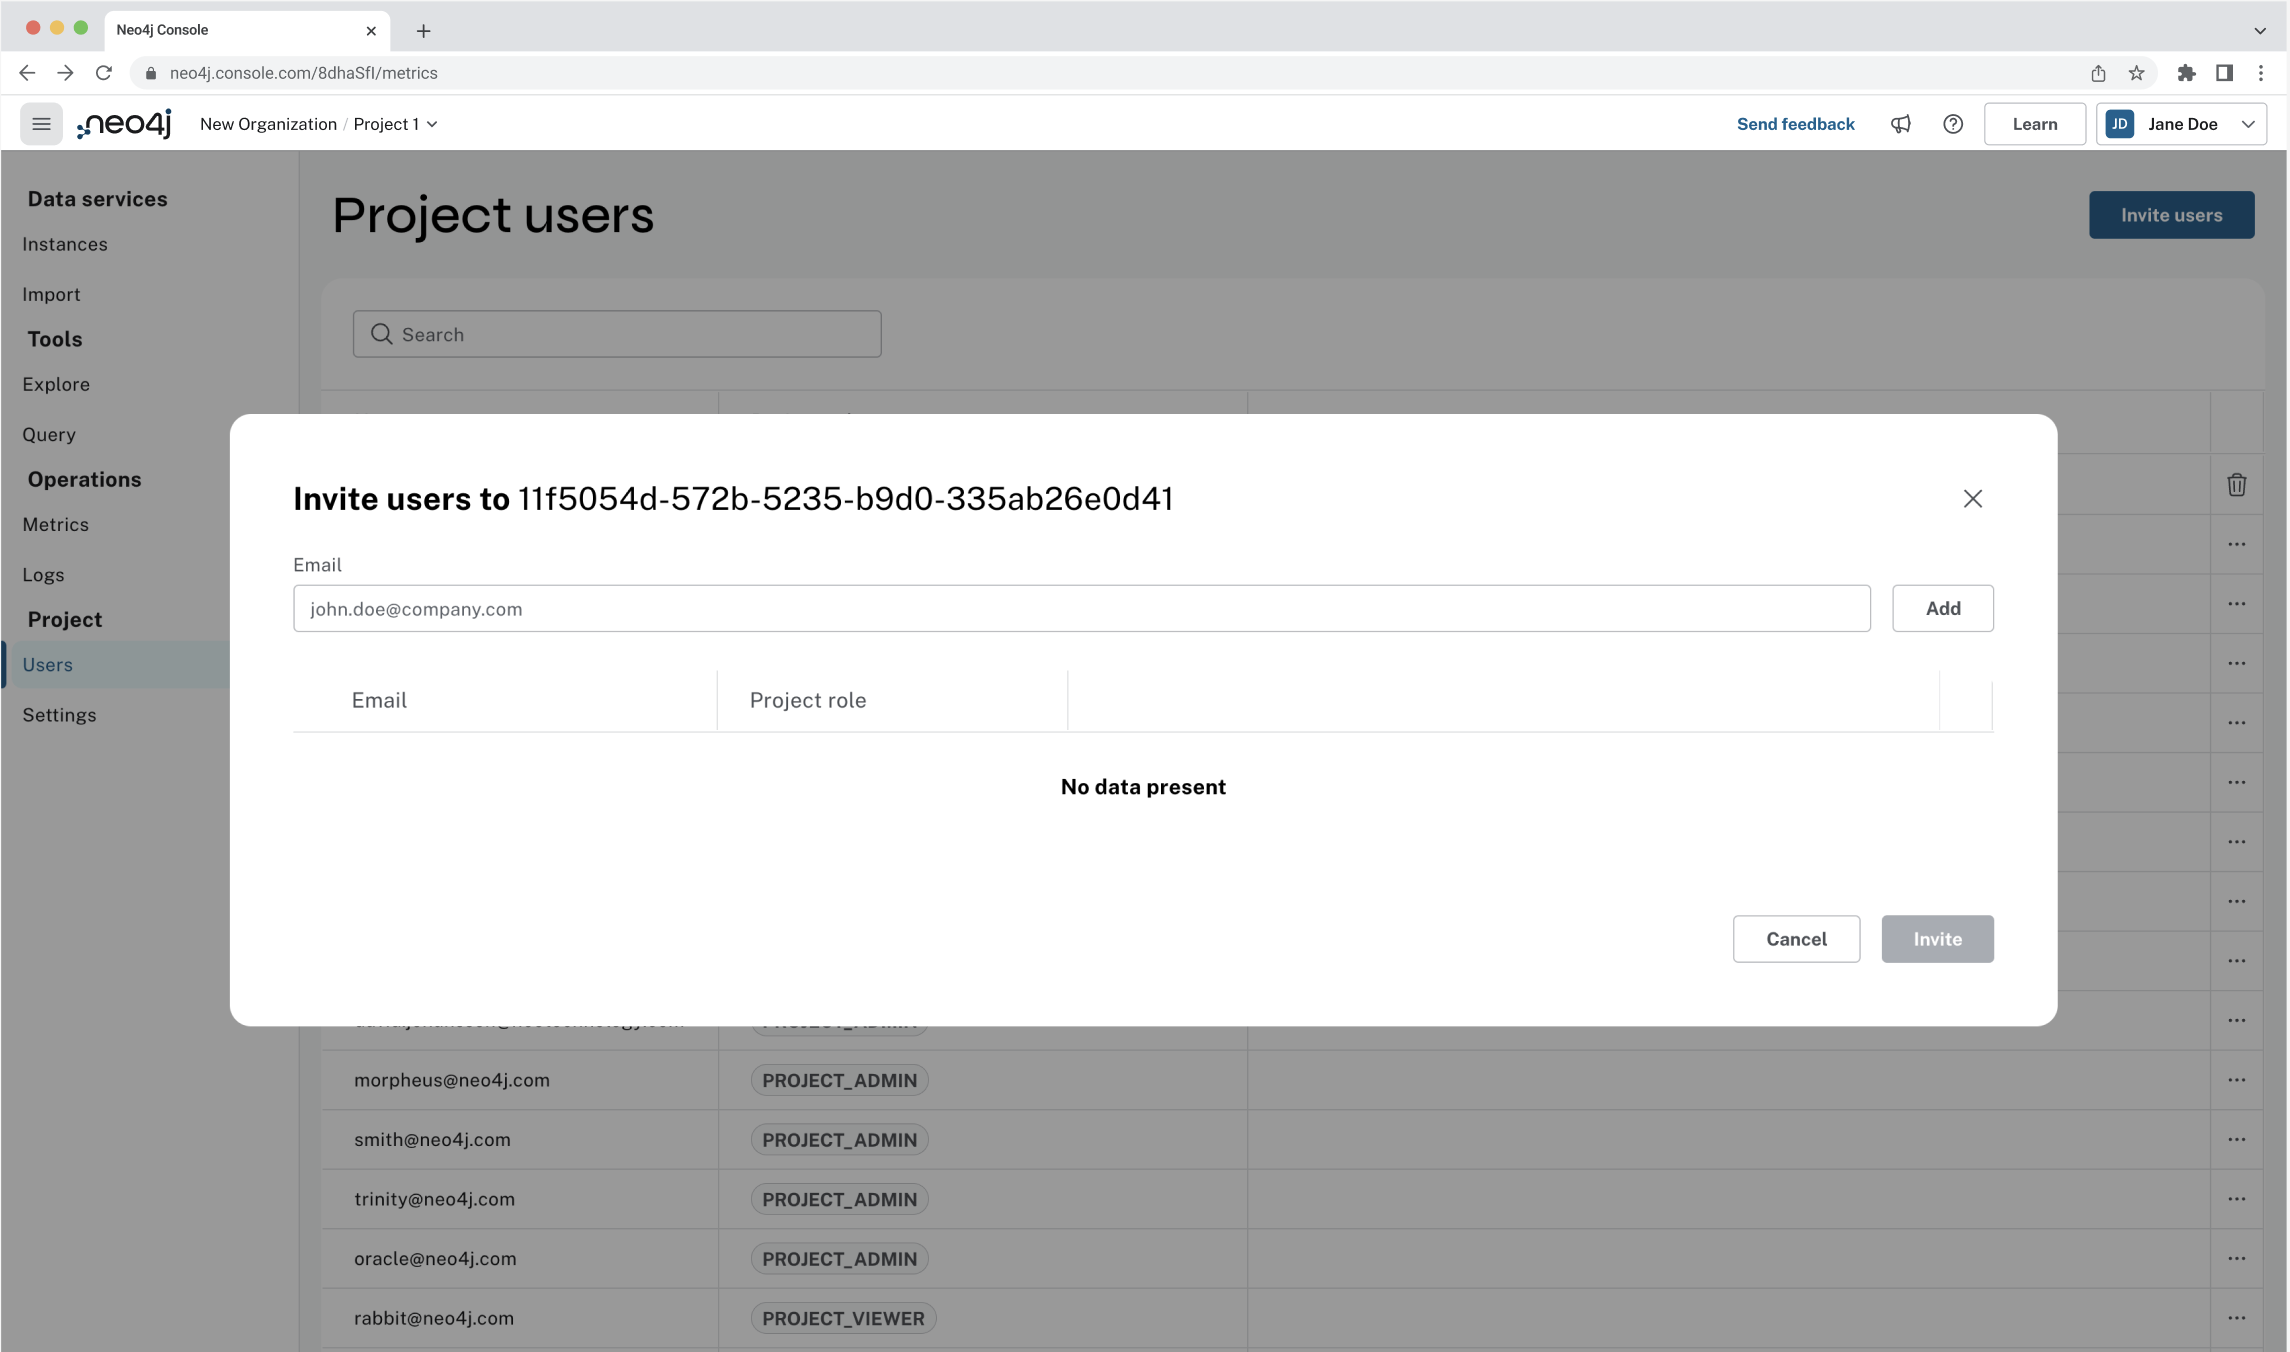 Neo4j Console
neo4j.console.com/8dhaSfI/metrics
neo4j
New Organization / Project 1
Send feedback
Learn
JD
Jane Doe
Data services
Instances
Import
Tools
Explore
Query
Operations
Metrics
Logs
Project
Users
Settings
Project users
Invite users
Search
Invite users to 11f5054d-572b-5235-b9d0-335ab26e0d41
Email
john.doe@company.com
Add
Email
Project role
No data present
Cancel
Invite
morpheus@neo4j.com
PROJECT_ADMIN
smith@neo4j.com
PROJECT_ADMIN
trinity@neo4j.com
PROJECT_ADMIN
oracle@neo4j.com
PROJECT_ADMIN
rabbit@neo4j.com
PROJECT_VIEWER